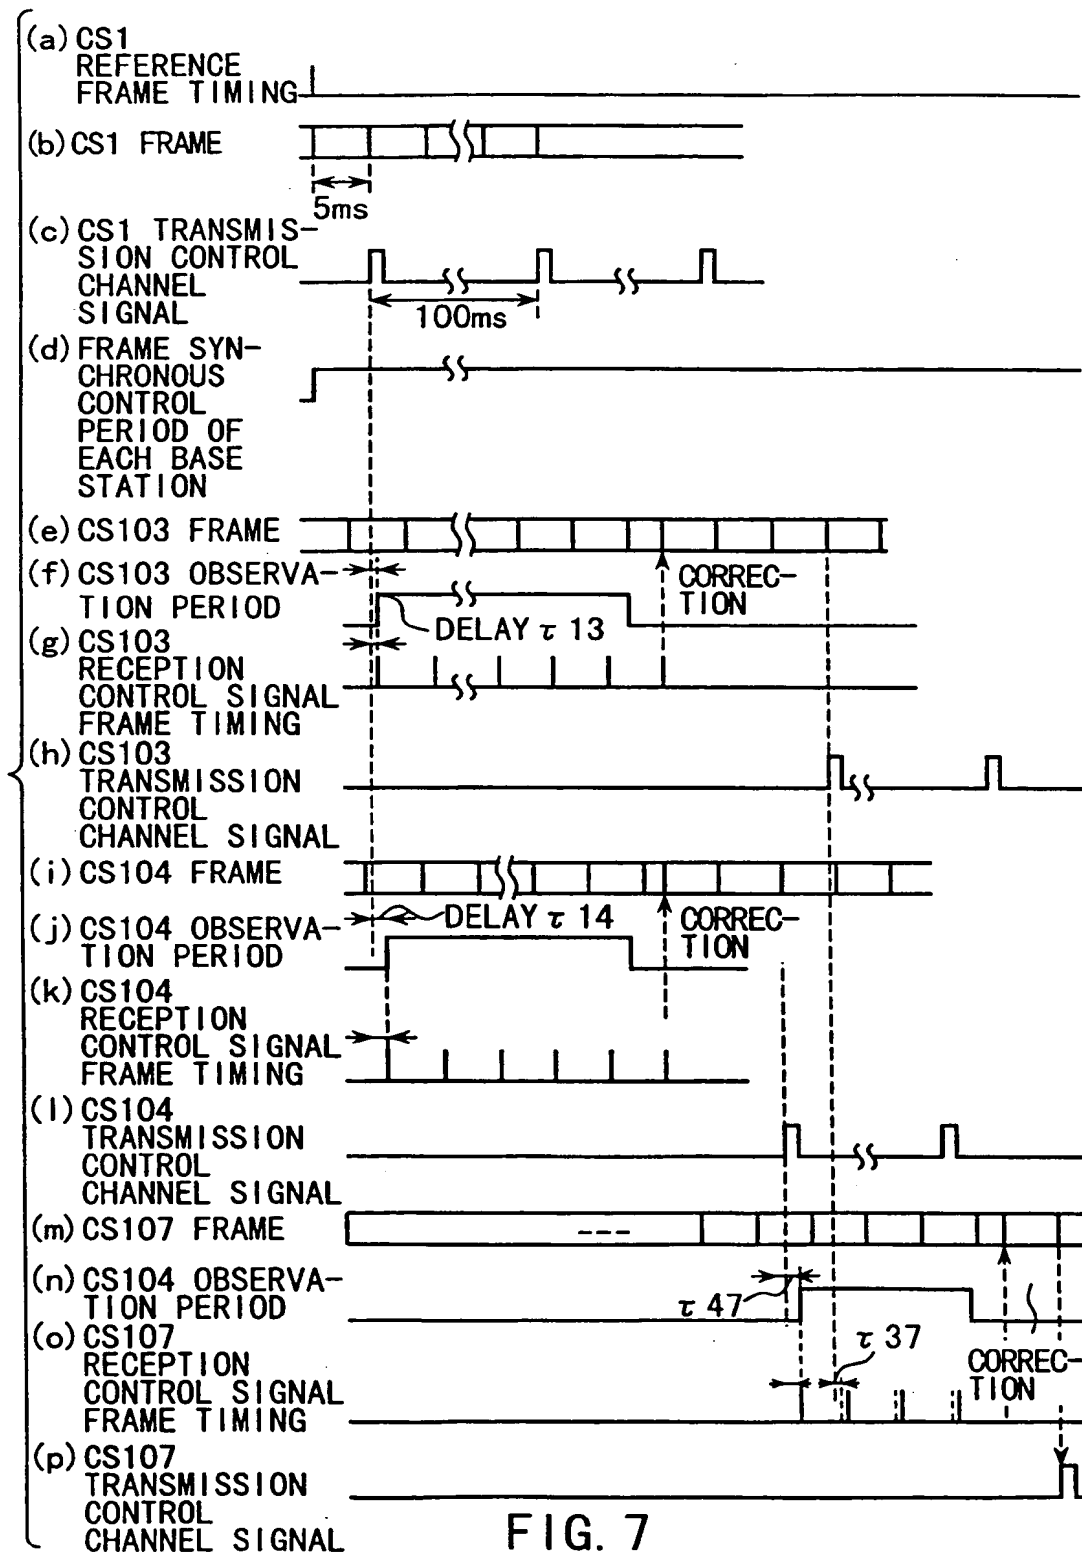 (a) CS1
REFERENCE
FRAME TIMING
(b) CS1 FRAME
5ms
(c) CS1 TRANSMIS-
SION CONTROL
CHANNEL
SIGNAL
100ms
(d) FRAME SYN-
CHRONOUS
CONTROL
PERIOD OF
EACH BASE
STATION
(e) CS103 FRAME
(f) CS103 OBSERVA-
TION PERIOD
CORREC-
TION
DELAY τ 13
(g) CS103
RECEPTION
CONTROL SIGNAL
FRAME TIMING
(h) CS103
TRANSMISSION
CONTROL
CHANNEL SIGNAL
(i) CS104 FRAME
(j) CS104 OBSERVA-
TION PERIOD
DELAY τ 14
CORREC-
TION
(k) CS104
RECEPTION
CONTROL SIGNAL
FRAME TIMING
(l) CS104
TRANSMISSION
CONTROL
CHANNEL SIGNAL
(m) CS107 FRAME
---
(n) CS104 OBSERVA-
TION PERIOD
τ 47
(o) CS107
RECEPTION
CONTROL SIGNAL
FRAME TIMING
τ 37
CORREC-
TION
(p) CS107
TRANSMISSION
CONTROL
CHANNEL SIGNAL
FIG. 7